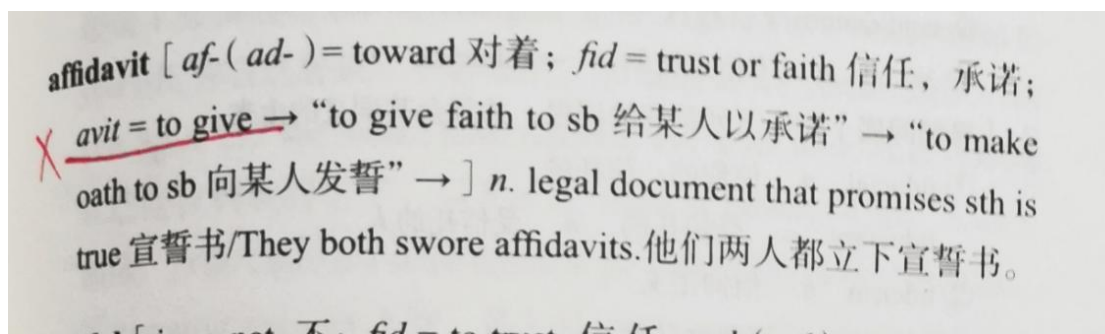 affidavit [ af-( ad- )= toward 对着；fid = trust or faith 信任，承诺；
X avit = to give → “to give faith to sb 给某人以承诺” → “to make
oath to sb 向某人发誓” → ] n. legal document that promises sth is
true 宣誓书/They both swore affidavits.他们两人都立下宣誓书。